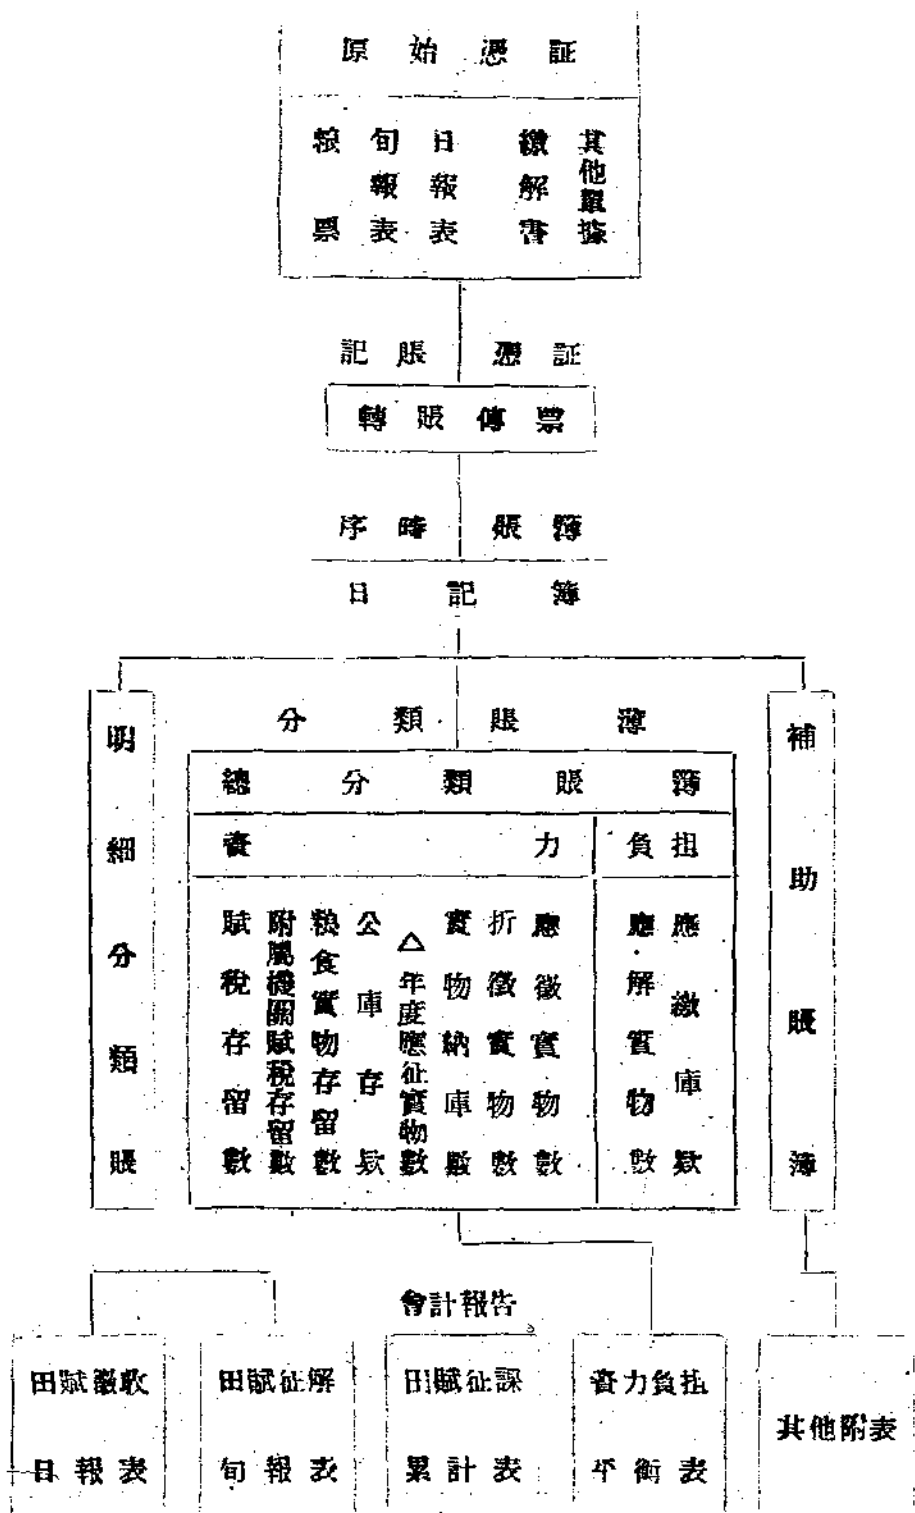 原始憑証
粮票
旬報表
日報表
繳解書
其他單據
記賬憑証
轉賬傳票
序時賬簿
日記簿
明細分類賬
分類賬簿
總分類賬簿
資力
負担
賦稅存留數
附屬機關賦稅存留數
粮食實物存留數
公庫存欵
△年度應征實物數
實物納庫數
折徵實物數
應徵實物數
應解實物數
應繳庫欵
補助賬簿
會計報告
田賦徵收
日報表
田賦征解
旬報表
田賦征課
累計表
資力負担
平衡表
其他附表